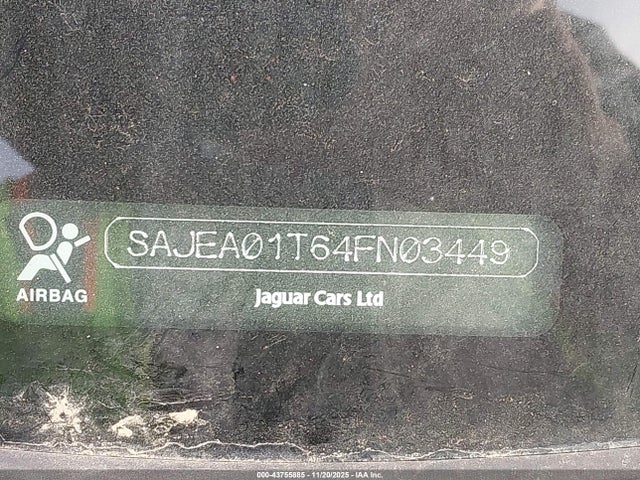 SAJEA01T64FN03449
AIRBAG
Jaguar Cars Ltd
000-43755885 - 11/20/2025 - IAA Inc.